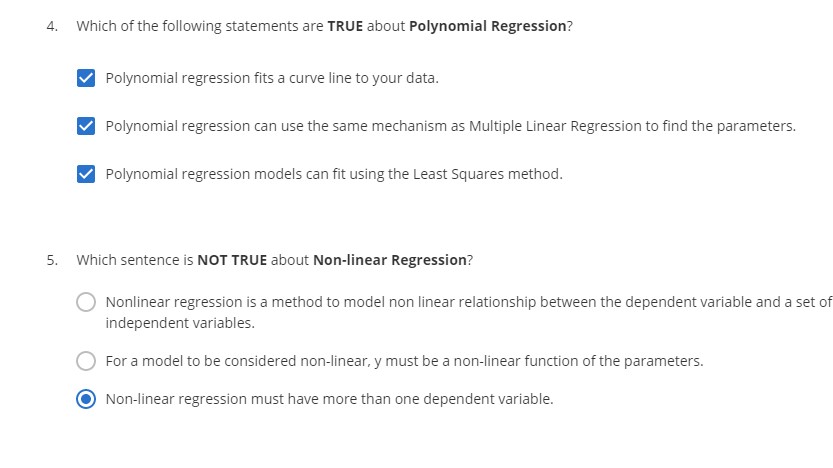 4. Which of the following statements are TRUE about Polynomial Regression?
Polynomial regression fits a curve line to your data.
Polynomial regression can use the same mechanism as Multiple Linear Regression to find the parameters.
Polynomial regression models can fit using the Least Squares method.
5. Which sentence is NOT TRUE about Non-linear Regression?
Nonlinear regression is a method to model non linear relationship between the dependent variable and a set of
independent variables.
For a model to be considered non-linear, y must be a non-linear function of the parameters.
Non-linear regression must have more than one dependent variable.